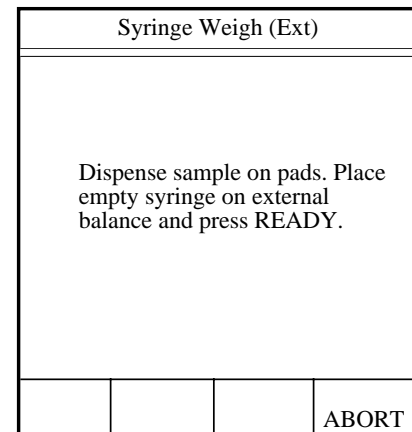 Syringe Weigh (Ext)
Dispense sample on pads. Place
empty syringe on external
balance and press READY.
ABORT